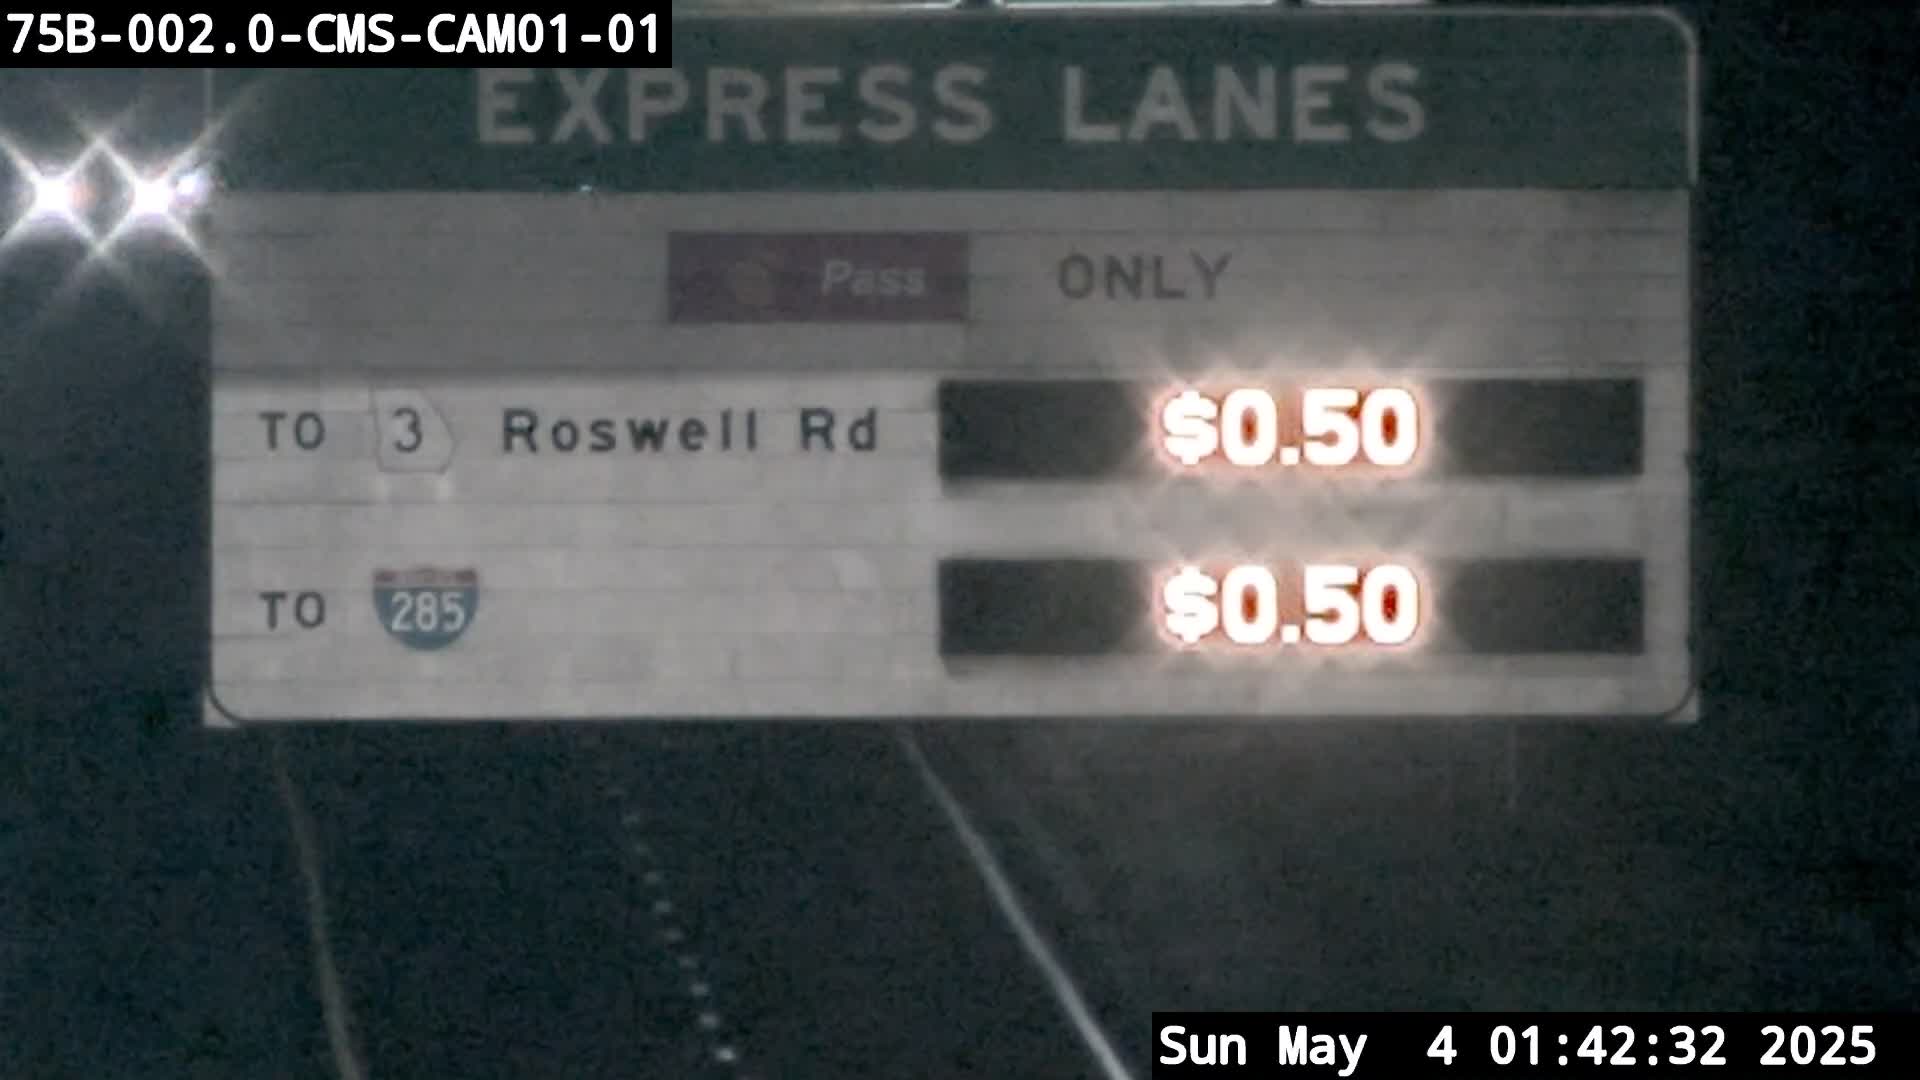 75B-002.0-CMS-CAM01-01
EXPRESS LANES
Pass ONLY
TO 3 Roswell Rd $0.50
TO 285 $0.50
Sun May 4 01:42:32 2025